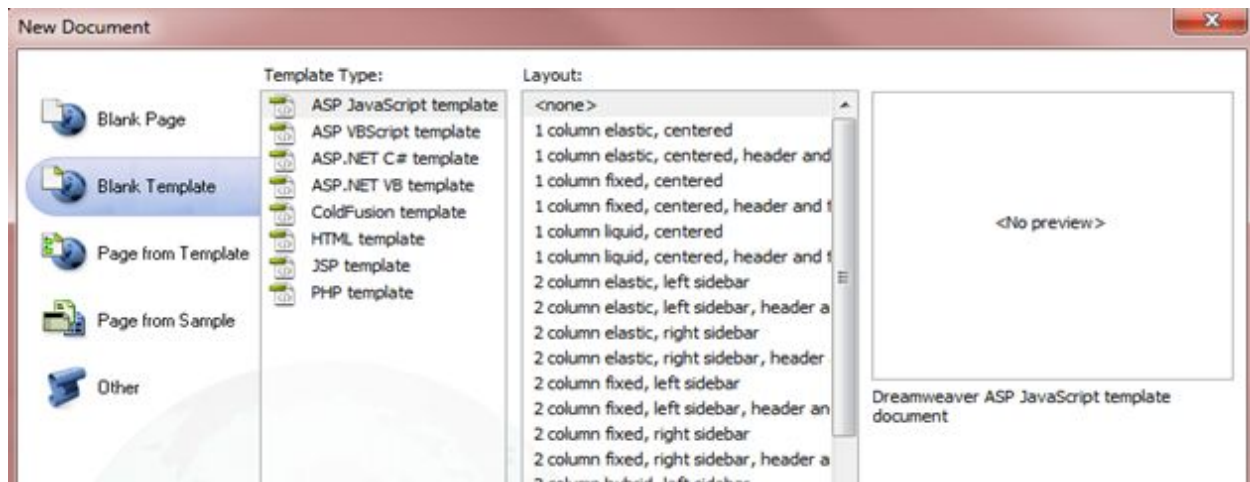 New Document
Blank Page
Blank Template
Page from Template
Page from Sample
Other
Template Type:
ASP JavaScript template
ASP VBScript template
ASP.NET C# template
ASP.NET VB template
ColdFusion template
HTML template
JSP template
PHP template
Layout:
<none>
1 column elastic, centered
1 column elastic, centered, header and
1 column fixed, centered
1 column fixed, centered, header and f
1 column liquid, centered
1 column liquid, centered, header and f
2 column elastic, left sidebar
2 column elastic, left sidebar, header a
2 column elastic, right sidebar
2 column elastic, right sidebar, header
2 column fixed, left sidebar
2 column fixed, left sidebar, header an
2 column fixed, right sidebar
2 column fixed, right sidebar, header a
2 column hybrid, left sidebar
<No preview>
Dreamweaver ASP JavaScript template
document